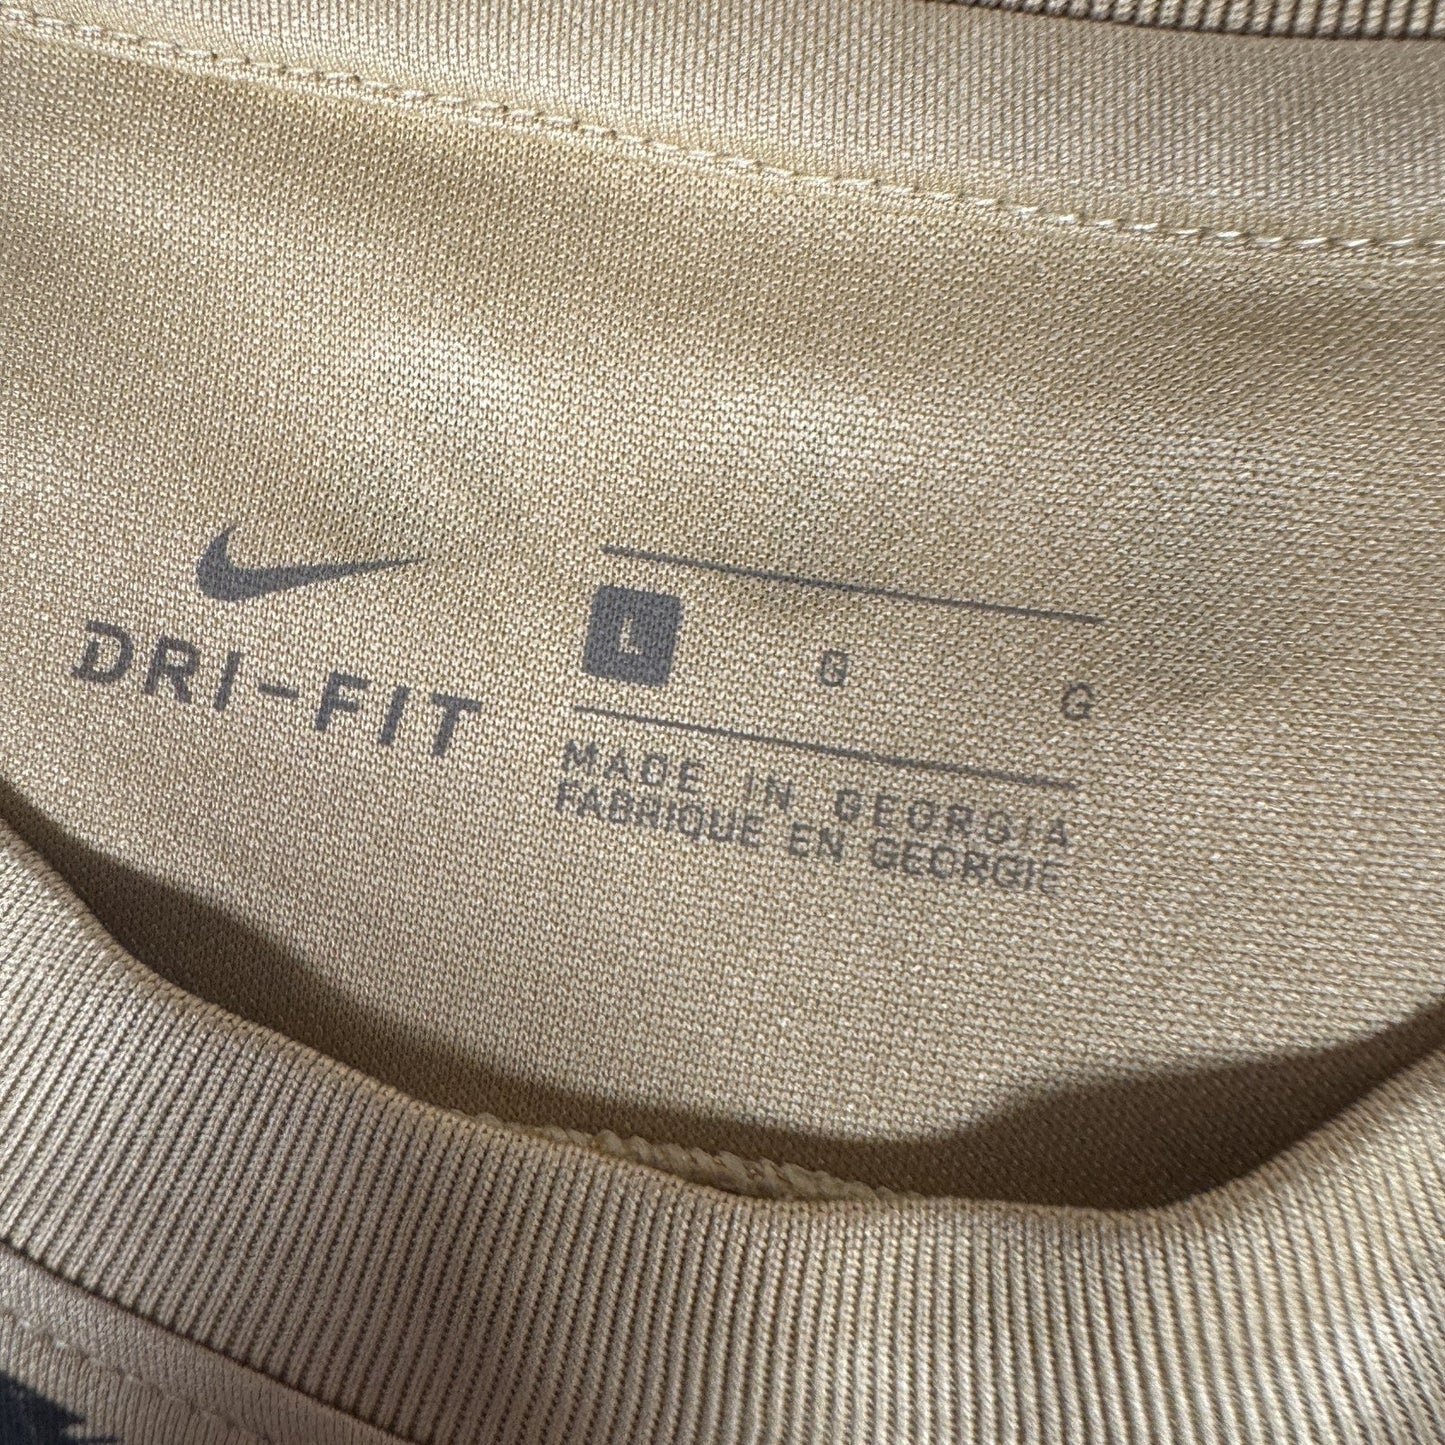 DRI-FIT
L G G
MADE IN GEORGIA
FABRIQUE EN GEORGIE